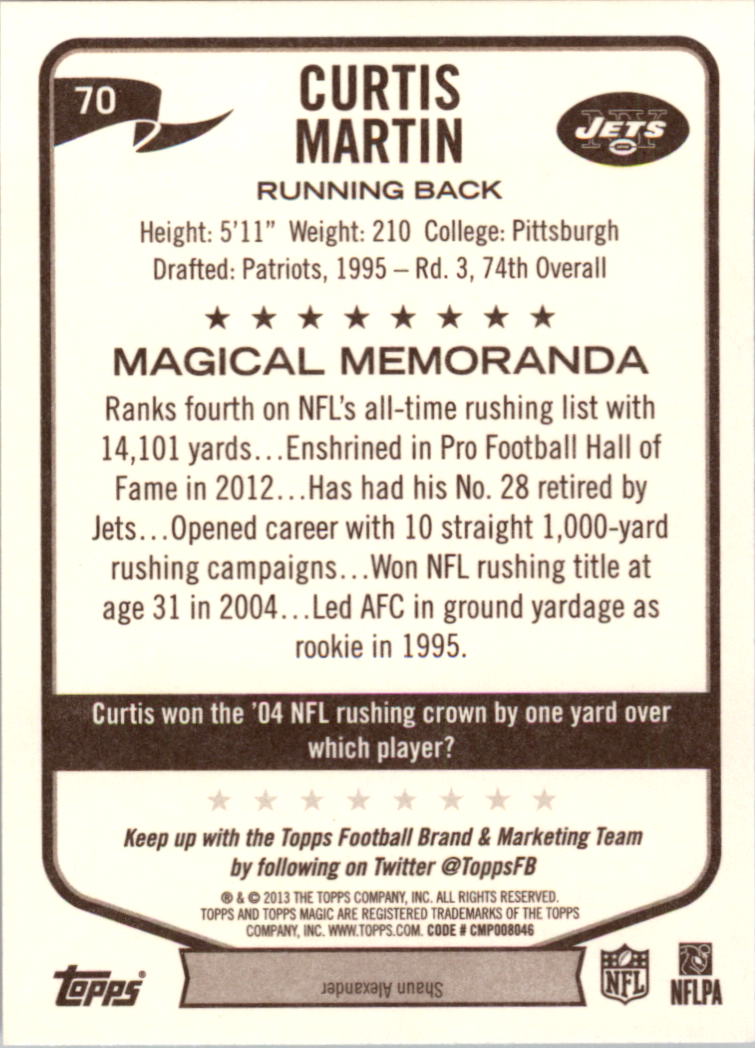 70
CURTIS
MARTIN
NY
JETS
RUNNING BACK
Height: 5'11" Weight: 210 College: Pittsburgh
Drafted: Patriots, 1995 – Rd. 3, 74th Overall
MAGICAL MEMORANDA
Ranks fourth on NFL's all-time rushing list with
14,101 yards...Enshrined in Pro Football Hall of
Fame in 2012...Has had his No. 28 retired by
Jets...Opened career with 10 straight 1,000-yard
rushing campaigns...Won NFL rushing title at
age 31 in 2004...Led AFC in ground yardage as
rookie in 1995.
Curtis won the '04 NFL rushing crown by one yard over
which player?
Keep up with the Topps Football Brand & Marketing Team
by following on Twitter @ToppsFB
® & © 2013 THE TOPPS COMPANY, INC. ALL RIGHTS RESERVED.
TOPPS AND TOPPS MAGIC ARE REGISTERED TRADEMARKS OF THE TOPPS
COMPANY, INC. WWW.TOPPS.COM. CODE # CMP008046
topps®
Shaun Alexander
NFL
NFLPA